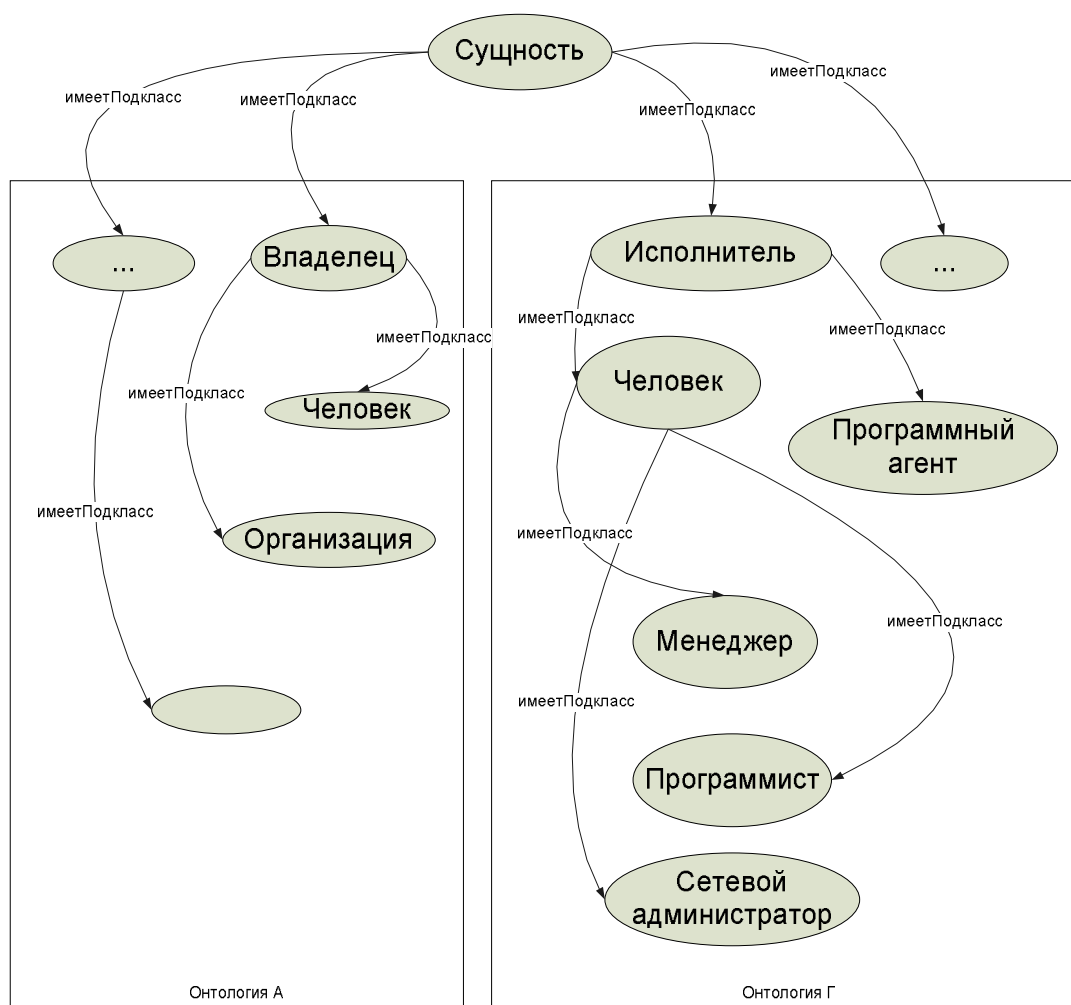 Сущность
имеетПодкласс
имеетПодкласс
имеетПодкласс
имеетПодкласс
...
Владелец
Исполнитель
...
имеетПодкласс
имеетПодкласс
имеетПодкласс
имеетПодкласс
Человек
Человек
Программный
агент
имеетПодкласс
Организация
имеетПодкласс
имеетПодкласс
Менеджер
имеетПодкласс
Программист
Сетевой
администратор
Онтология А
Онтология Г